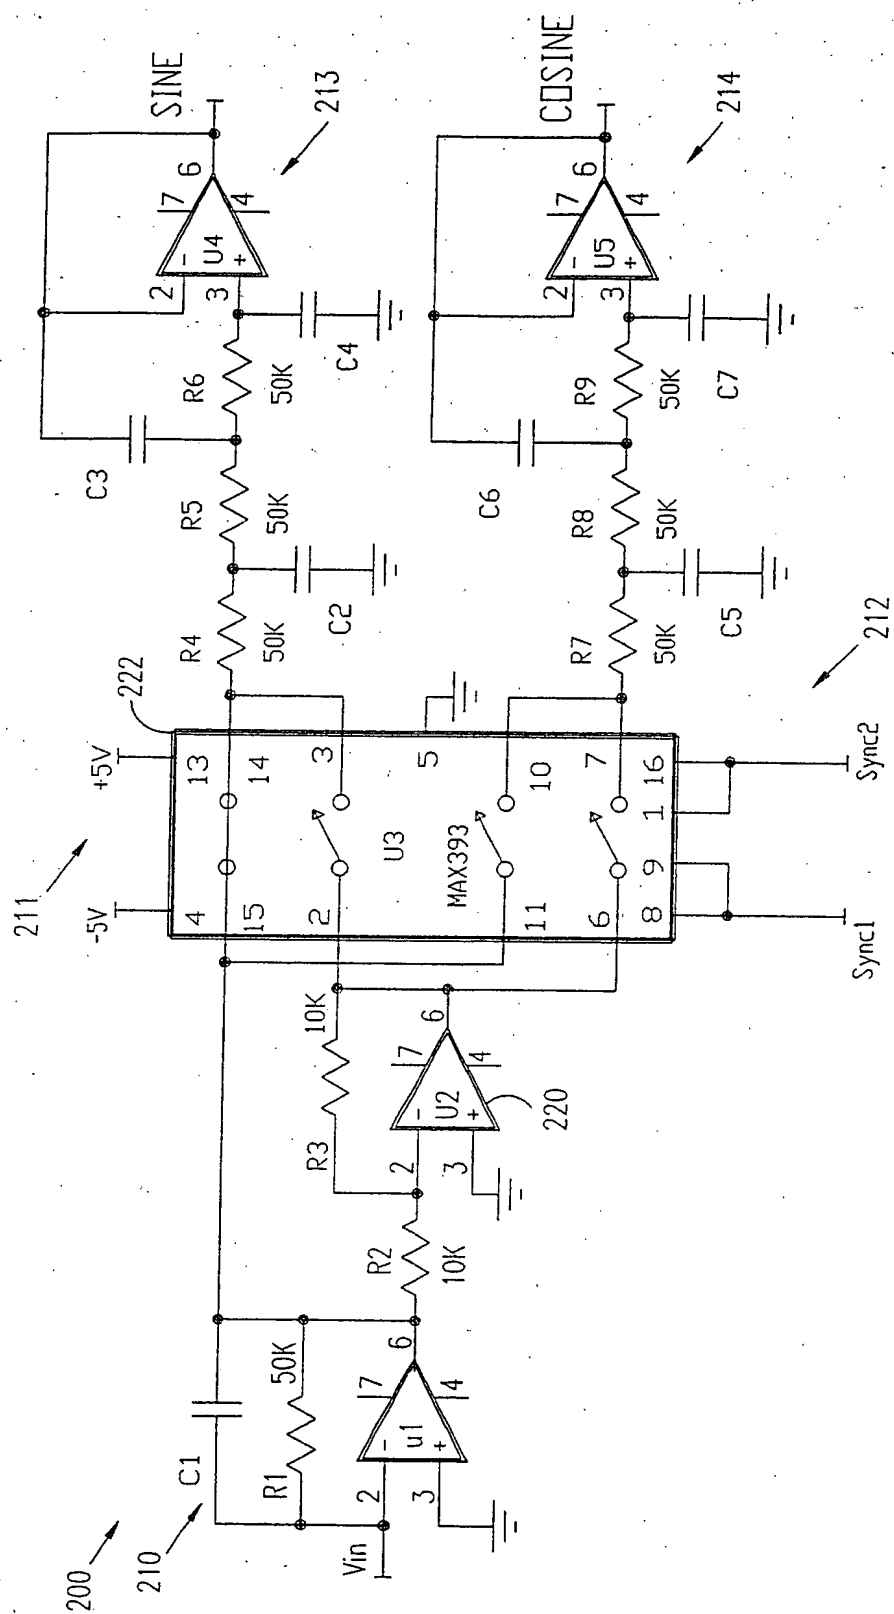 200
210
C1
R1
50K
Vin
2
3
u1
7
4
6
R2
10K
R3
10K
2
3
U2
7
4
6
220
211
-5V
+5V
222
4
13
15
14
2
3
U3
5
MAX393
11
10
6
7
8
9
1
16
Sync1
Sync2
212
R4
50K
C2
R5
50K
C3
R6
50K
C4
2
3
U4
7
4
6
SINE
213
R7
50K
C5
R8
50K
C6
R9
50K
C7
2
3
U5
7
4
6
COSINE
214
-
+
-
+
-
+
-
+